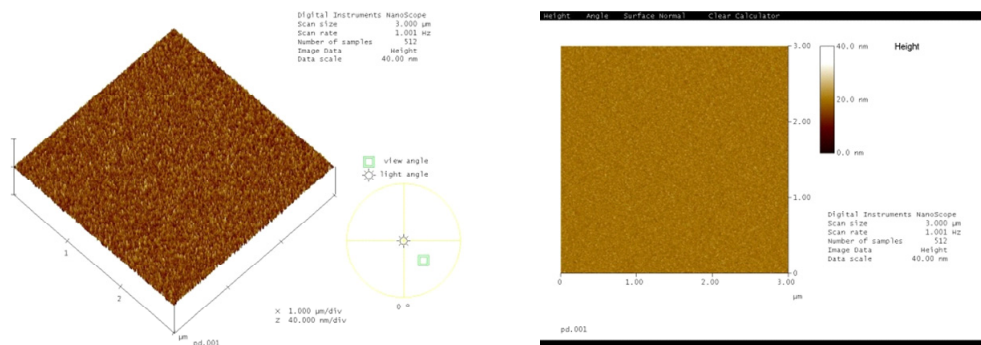 Digital Instruments NanoScope
Scan size 3.000 µm
Scan rate 1.001 Hz
Number of samples 512
Image Data Height
Data scale 40.00 nm
view angle
light angle
1
2
µm
X 1.000 µm/div
Z 40.000 nm/div
0 °
pd.001
Height Angle Surface Normal Clear Calculator
3.00
2.00
1.00
0
0 1.00 2.00 3.00
µm
40.0 nm
20.0 nm
0.0 nm
Height
Digital Instruments NanoScope
Scan size 3.000 µm
Scan rate 1.001 Hz
Number of samples 512
Image Data Height
Data scale 40.00 nm
pd.001